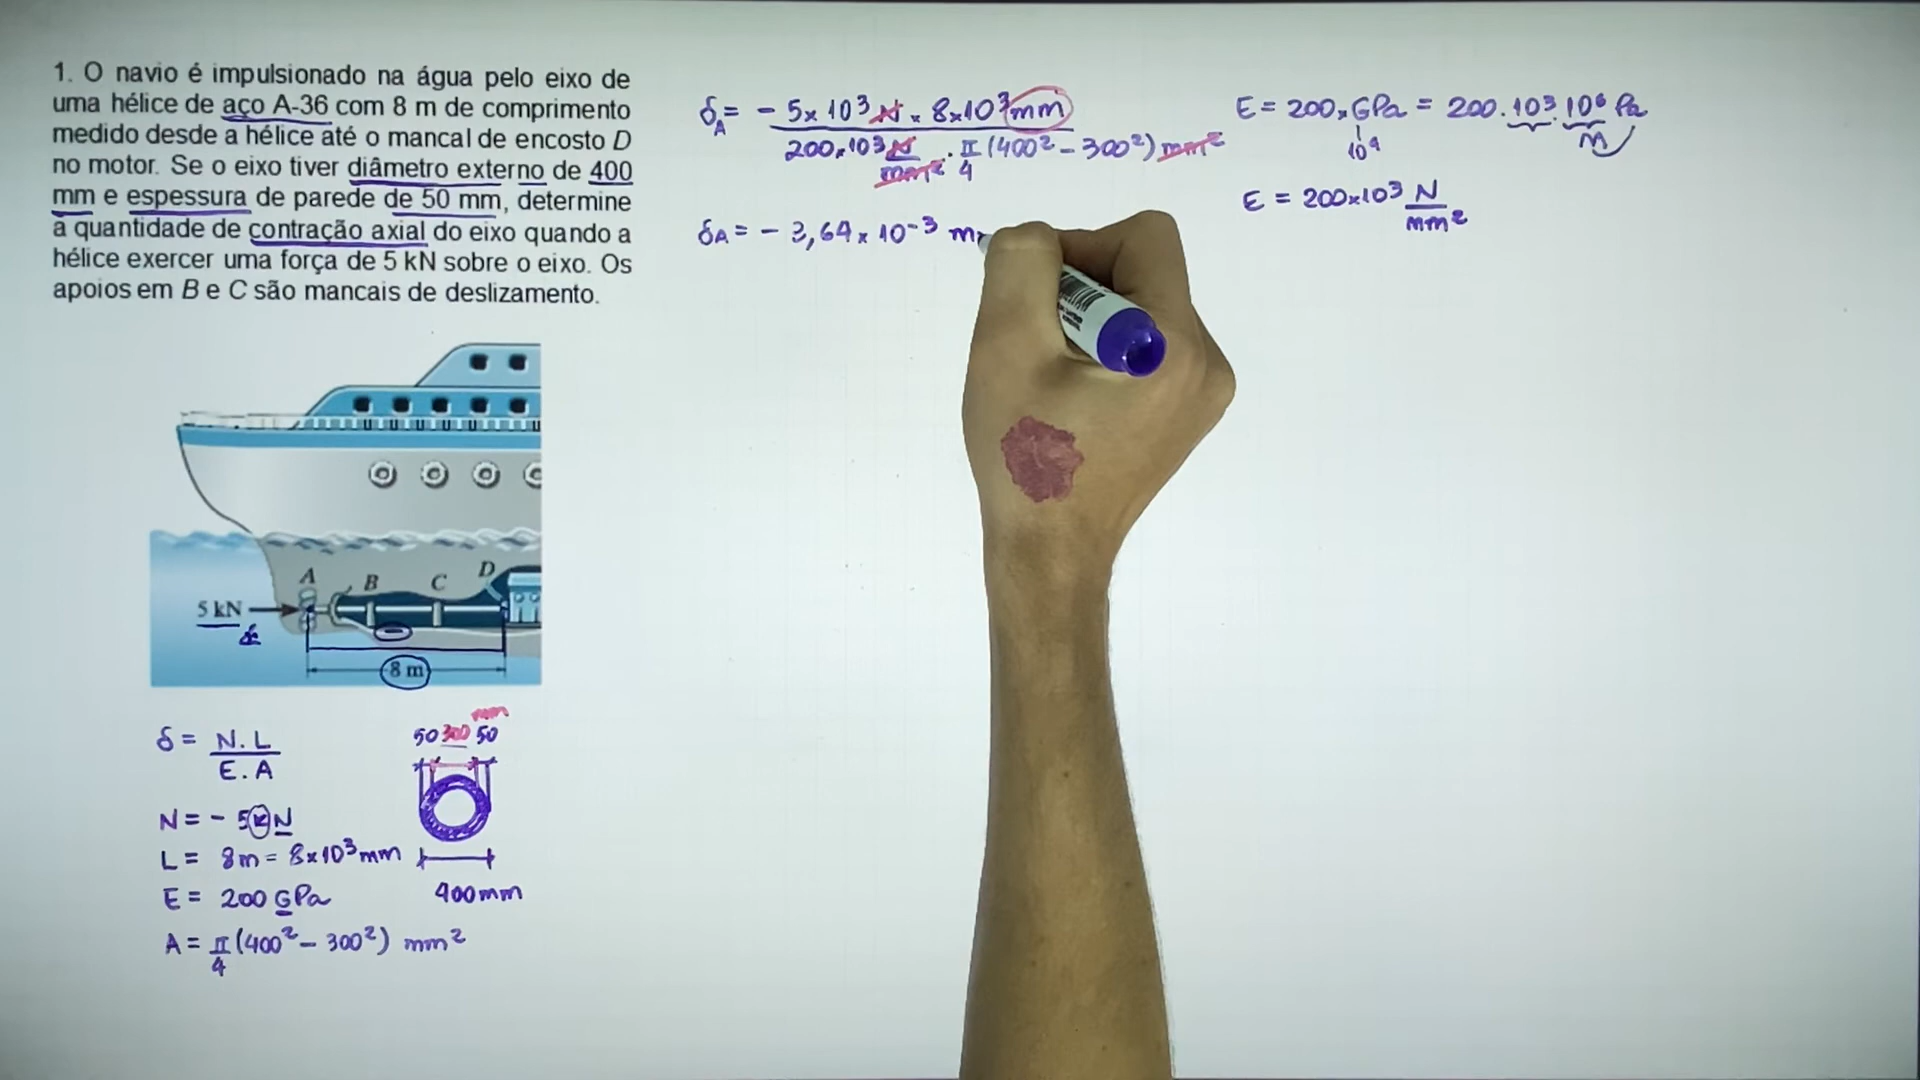 1. O navio é impulsionado na água pelo eixo de
uma hélice de aço A-36 com 8 m de comprimento
medido desde a hélice até o mancal de encosto D
no motor. Se o eixo tiver diâmetro externo de 400
mm e espessura de parede de 50 mm, determine
a quantidade de contração axial do eixo quando a
hélice exercer uma força de 5 kN sobre o eixo. Os
apoios em B e C são mancais de deslizamento.
A B C D
5 kN
8 m
δ = N.L / E.A
N = - 5kN
L = 8m = 8x10³mm
E = 200 GPa
A = π/4 (400² - 300²) mm²
mm
50 300 50
400mm
δA = - 5x10³ N x 8x10³ mm / 200x10³ N/mm² . π/4 (400² - 300²) mm²
δA = - 3,64 x 10⁻³ m
E = 200x GPa = 200 . 10³ 10⁶ Pa
10⁹
M
E = 200x10³ N/mm²